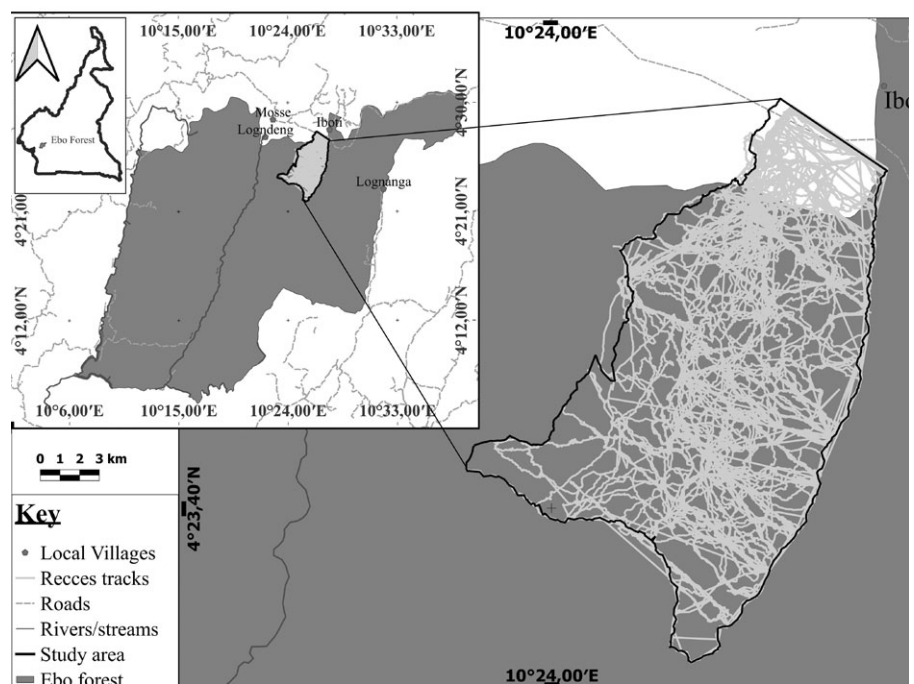 10°15,00′E
10°24,00′E
10°33,00′E
10°24,00′E
Ebo Forest
Mosse
Logndeng
Ibofi
Lognanga
4°30,00′N
4°21,00′N
4°21,00′N
4°12,00′N
4°12,00′N
10°6,00′E
10°15,00′E
10°24,00′E
10°33,00′E
Ibo
0 1 2 3 km
4°23,40′N
Key
Local Villages
Recces tracks
Roads
Rivers/streams
Study area
Ebo forest
10°24,00′E